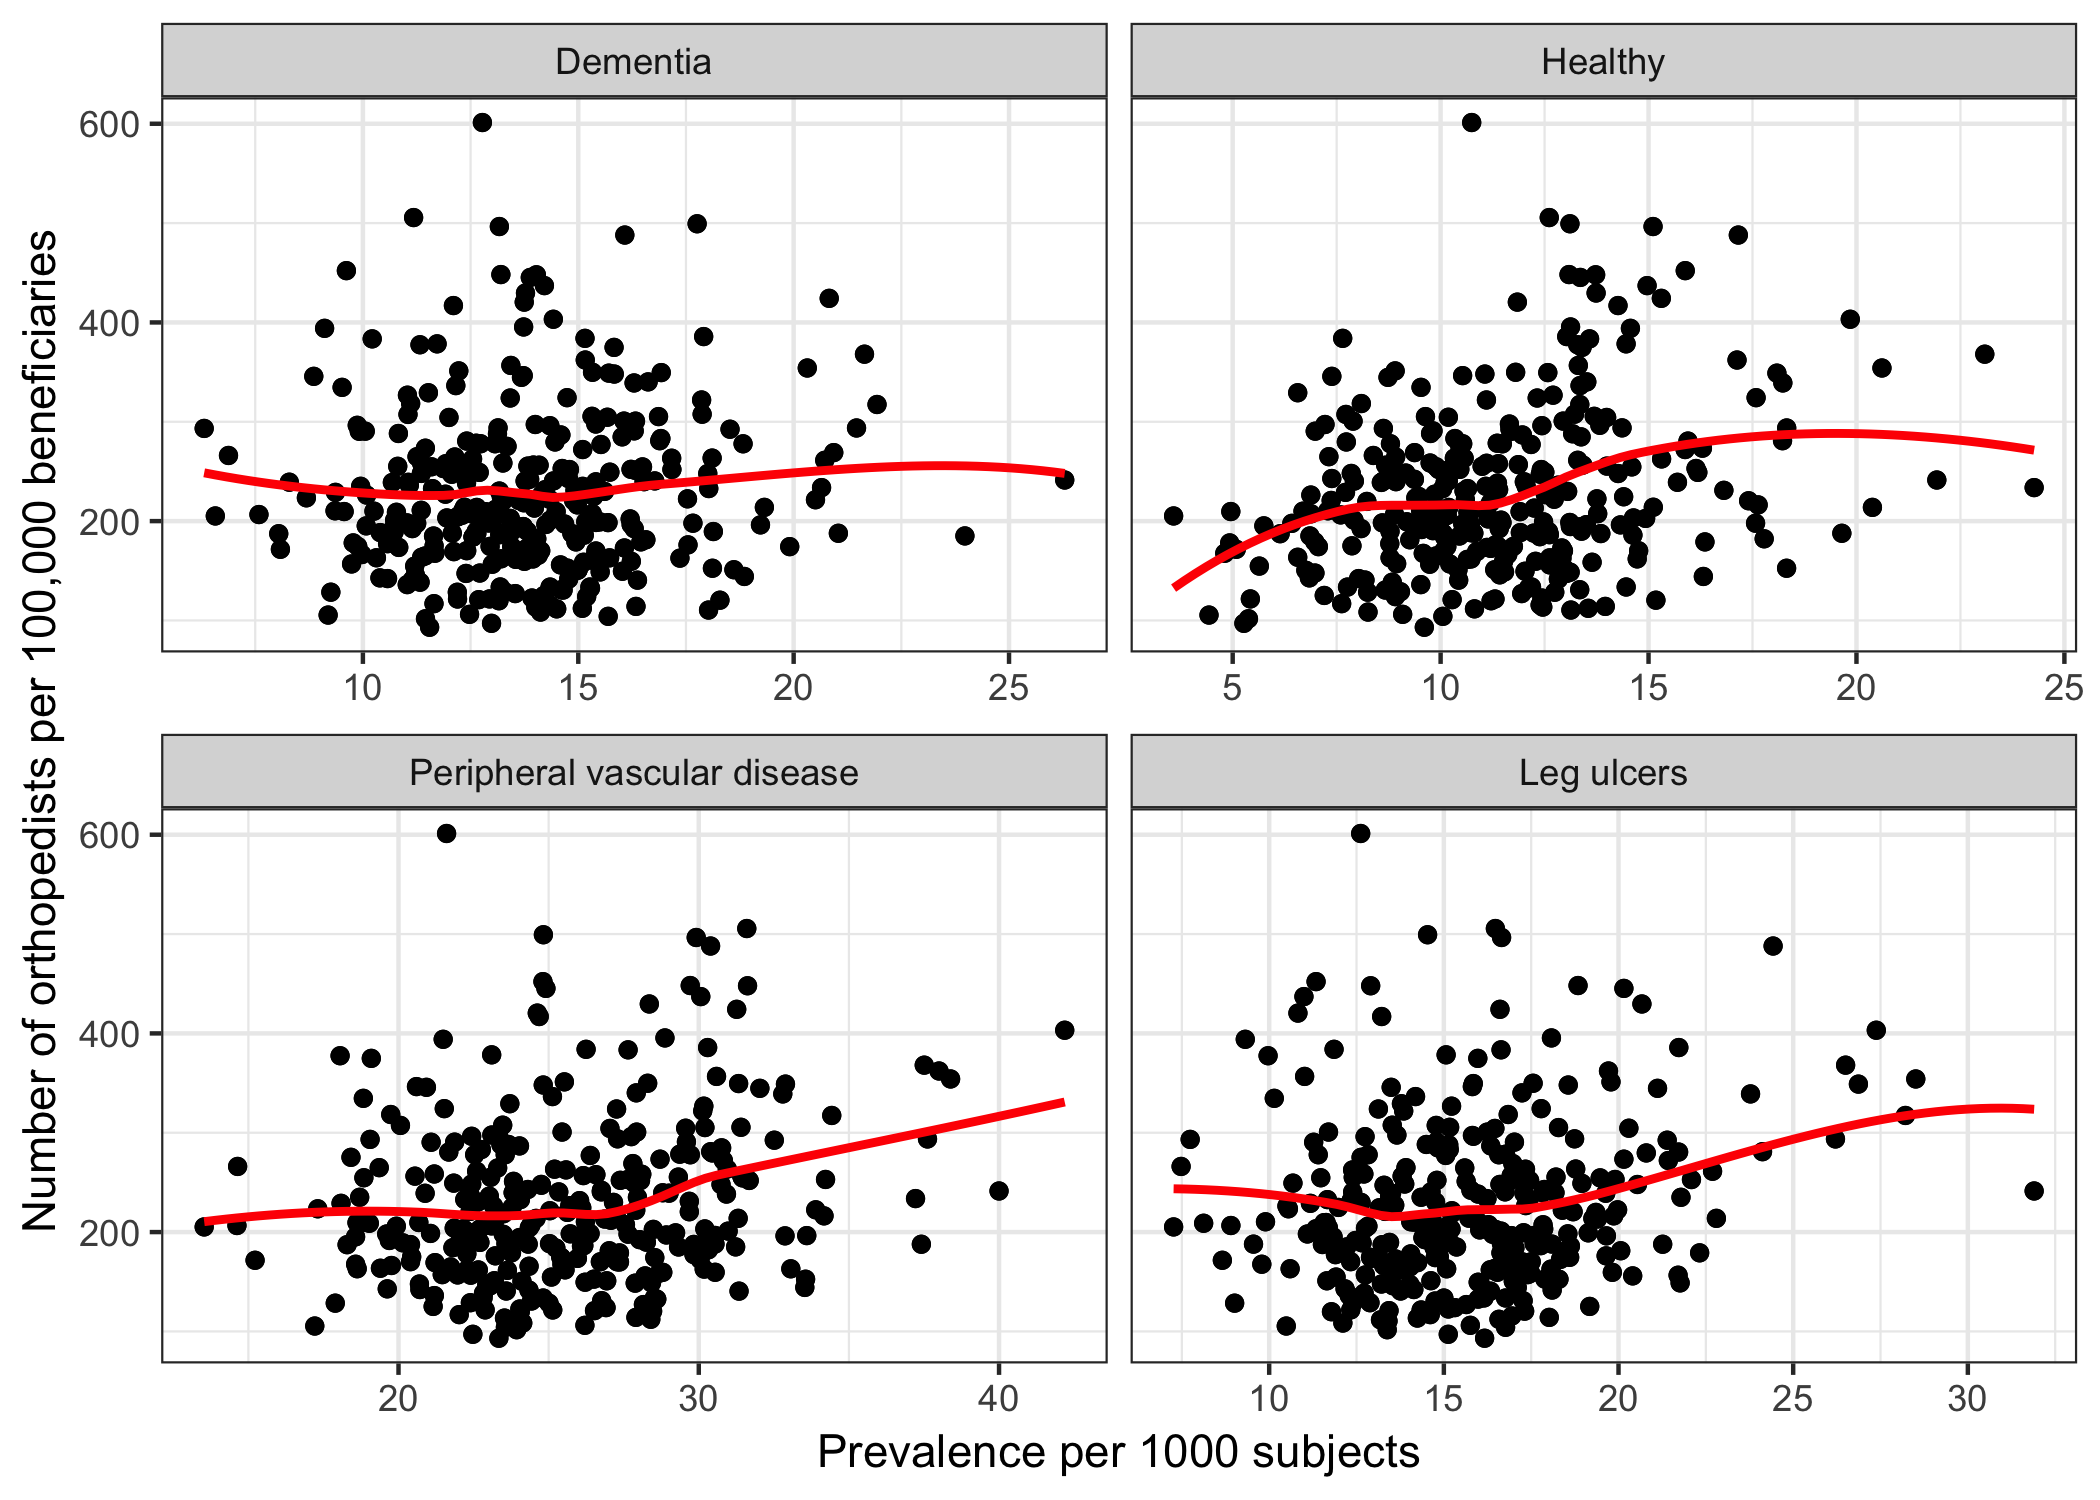 Dementia
Healthy
600
400
200
10 15 20 25
5 10 15 20 25
Peripheral vascular disease
Leg ulcers
600
400
200
20 30 40
10 15 20 25 30
Number of orthopedists per 100,000 beneficiaries
Prevalence per 1000 subjects